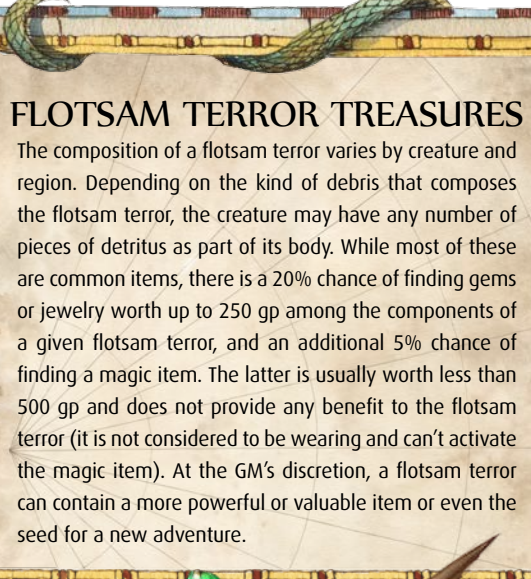 FLOTSAM TERROR TREASURES
The composition of a flotsam terror varies by creature and
region. Depending on the kind of debris that composes
the flotsam terror, the creature may have any number of
pieces of detritus as part of its body. While most of these
are common items, there is a 20% chance of finding gems
or jewelry worth up to 250 gp among the components of
a given flotsam terror, and an additional 5% chance of
finding a magic item. The latter is usually worth less than
500 gp and does not provide any benefit to the flotsam
terror (it is not considered to be wearing and can't activate
the magic item). At the GM's discretion, a flotsam terror
can contain a more powerful or valuable item or even the
seed for a new adventure.